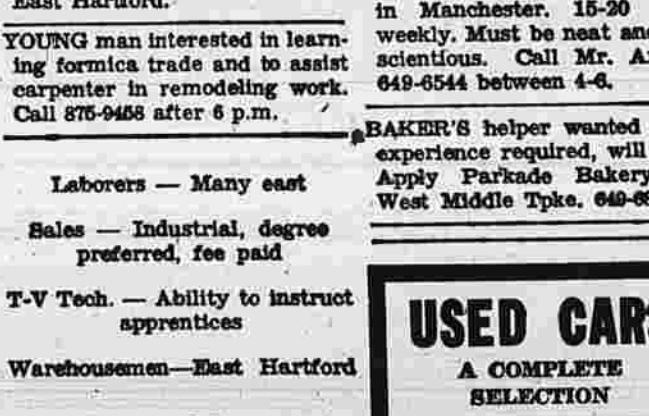 East Hartford.
YOUNG man interested in learn-
ing formica trade and to assist
carpenter in remodeling work.
Call 875-9458 after 6 p.m.
Laborers — Many east
Sales — Industrial, degree
preferred, fee paid
T-V Tech. — Ability to instruct
apprentices
Warehousemen—East Hartford
in Manchester. 15-20
weekly. Must be neat and
scientious. Call Mr.
649-6544 between 4-6.
BAKER'S helper wanted
experience required, will
Apply Parkade Bakery
West Middle Tpke.
USED CARS
A COMPLETE
SELECTION